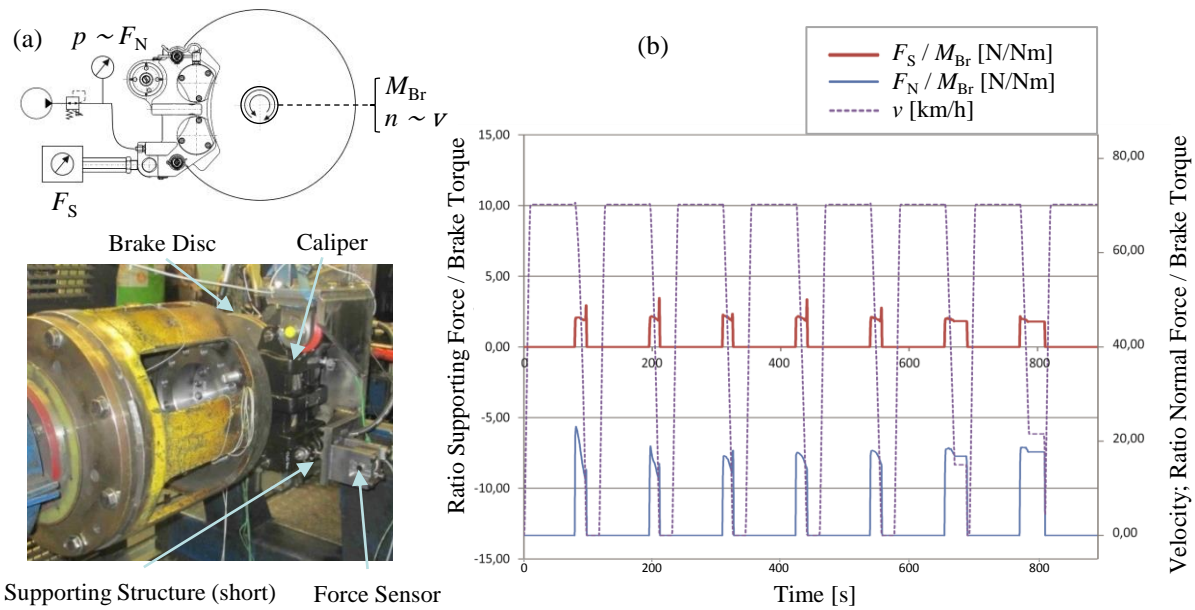 (a)
p ~ F_N
M_Br
n ~ v
F_S
Brake Disc
Caliper
Supporting Structure (short)
Force Sensor
(b)
F_S / M_Br [N/Nm]
F_N / M_Br [N/Nm]
v [km/h]
Ratio Supporting Force / Brake Torque
15,00
10,00
5,00
0,00
-5,00
-10,00
-15,00
0
200
400
600
800
Time [s]
80,00
60,00
40,00
20,00
0,00
Velocity; Ratio Normal Force / Brake Torque